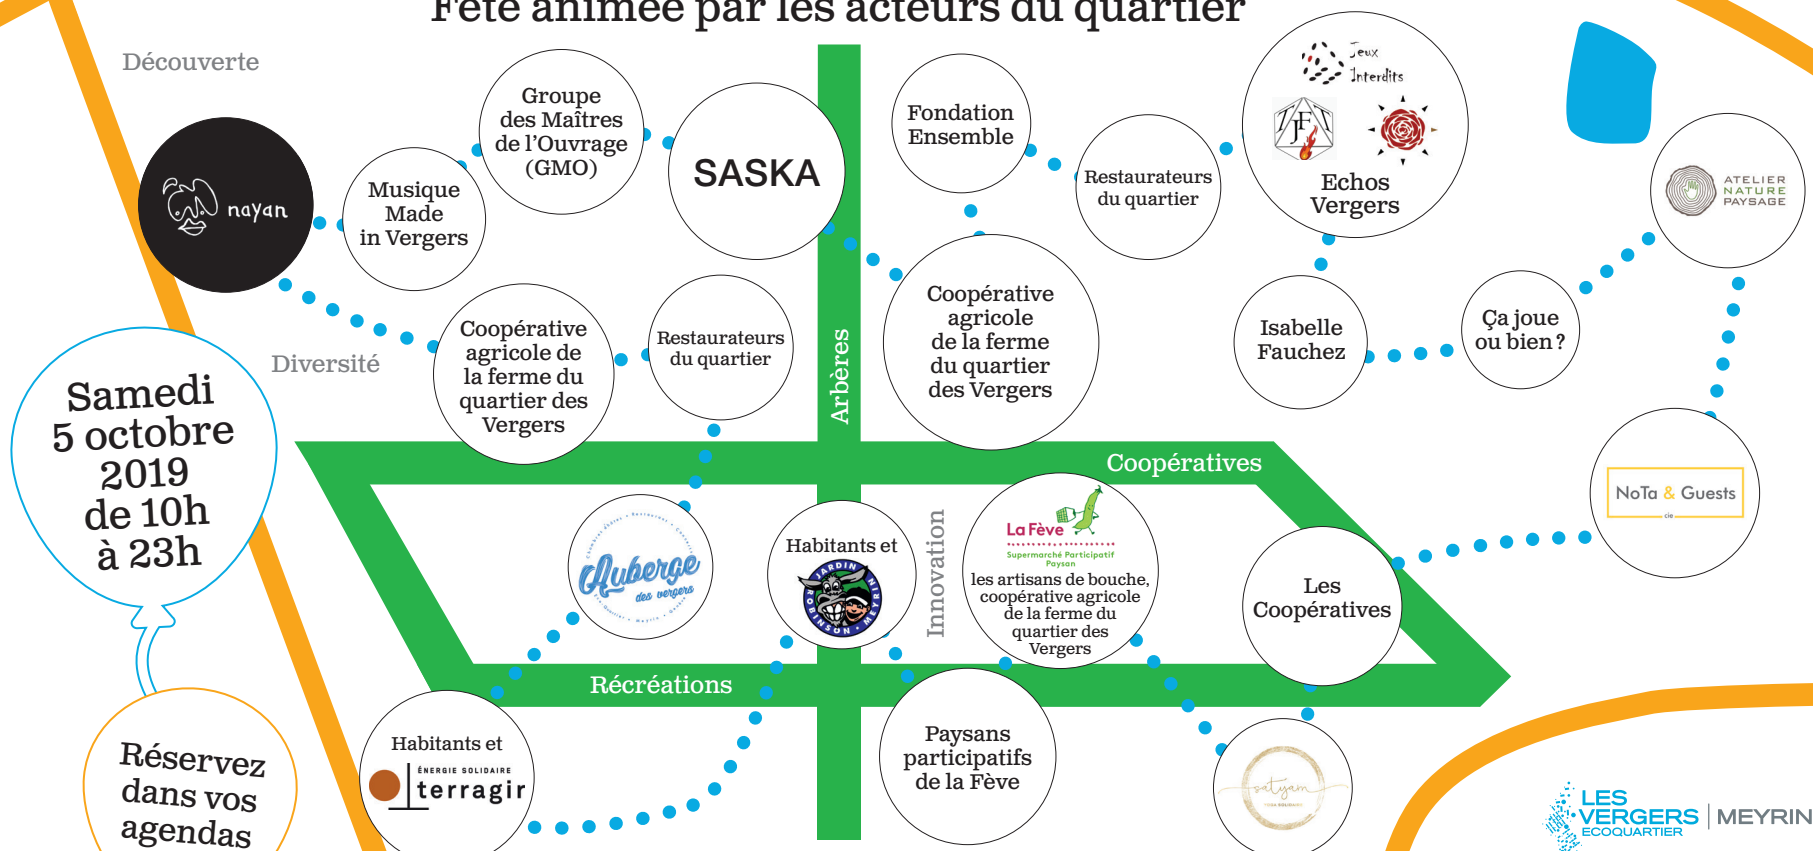 Fête animée par les acteurs du quartier
Découverte
nayan
Musique
Made
in Vergers
Groupe
des Maîtres
de l'Ouvrage
(GMO)
SASKA
Fondation
Ensemble
Restaurateurs
du quartier
Jeux
Interdits
JFT
Echos
Vergers
ATELIER
NATURE
PAYSAGE
Diversité
Coopérative
agricole de
la ferme du
quartier des
Vergers
Restaurateurs
du quartier
Arbères
Coopérative
agricole
de la ferme
du quartier
des Vergers
Isabelle
Fauchez
Ça joue
ou bien ?
Samedi
5 octobre
2019
de 10h
à 23h
Coopératives
NoTa & Guests
cie
Auberge
des vergers
Habitants et
JARDIN
ROBINSON • MEYRIN
Innovation
La Fève
Supermarché Participatif
Paysan
les artisans de bouche,
coopérative agricole
de la ferme du
quartier des
Vergers
Les
Coopératives
Récréations
Habitants et
ÉNERGIE SOLIDAIRE
terragir
Paysans
participatifs
de la Fève
satyam
Réservez
dans vos
agendas
LES
VERGERS
ECOQUARTIER
MEYRIN